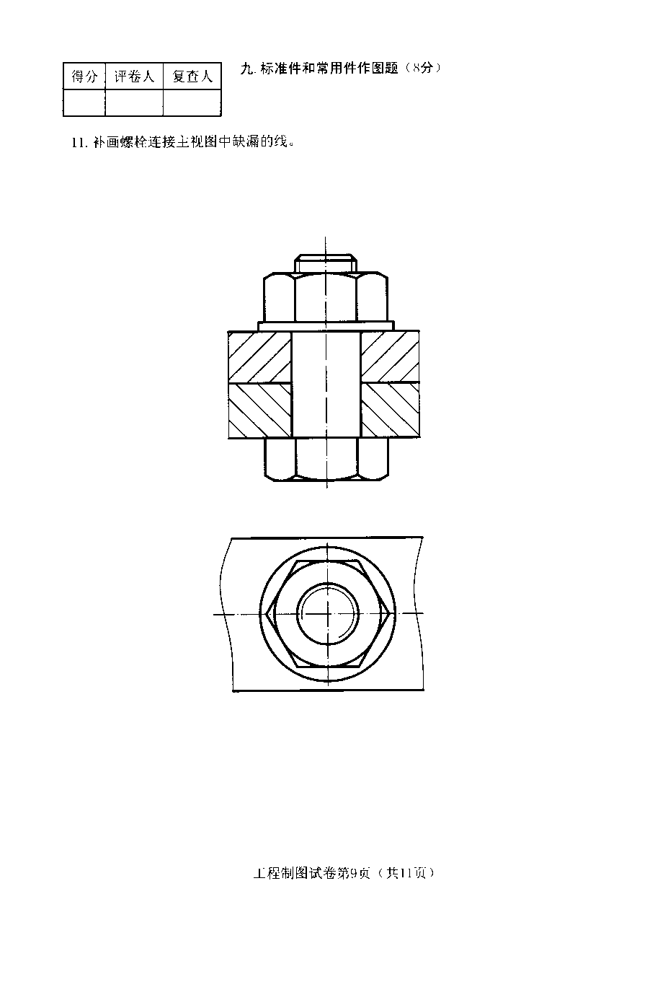 九. 标准件和常用件作图题（8分）
得分 评卷人 复查人
11. 补画螺栓连接主视图中缺漏的线。
工程制图试卷第9页（共11页）